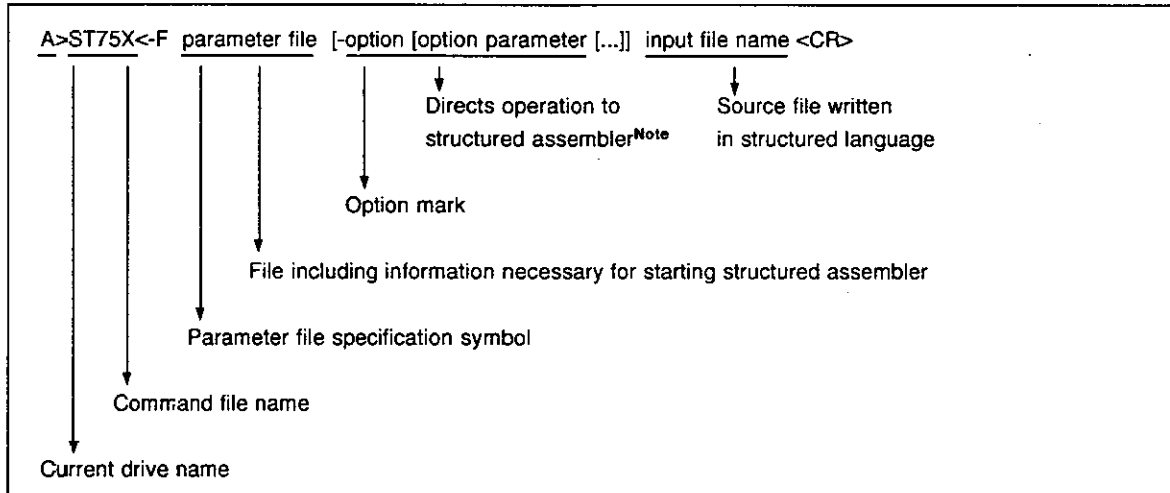 A>ST75X<-F parameter file [-option [option parameter [...]] input file name <CR>
Directs operation to
structured assemblerNote
Source file written
in structured language
Option mark
File including information necessary for starting structured assembler
Parameter file specification symbol
Command file name
Current drive name